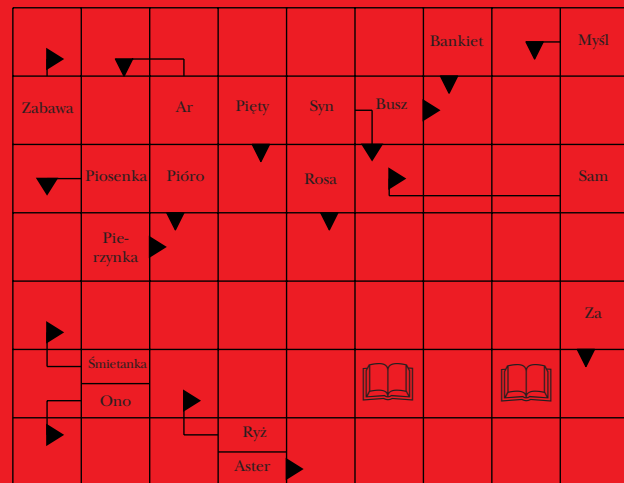 Bankiet
Myśl
Zabawa
Ar
Pięty
Syn
Busz
Piosenka
Pióro
Rosa
Sam
Pie-
rzynka
Za
Śmietanka
Ono
Ryż
Aster